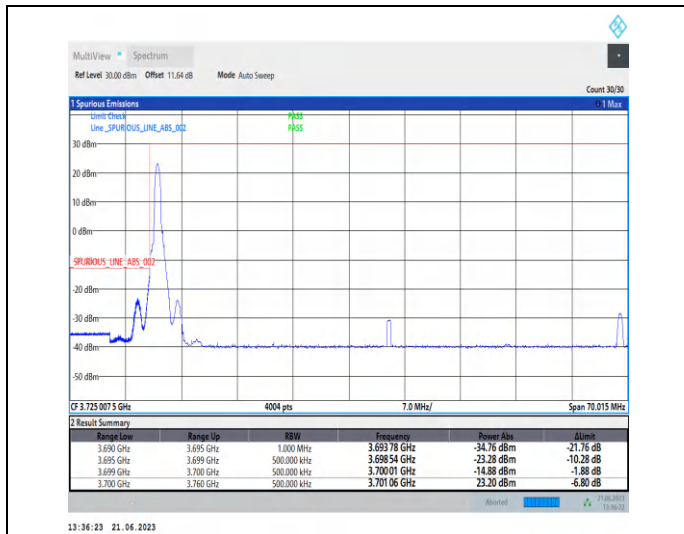 MultiView Spectrum
Ref Level 30.00 dBm Offset 11.64 dB Mode Auto Sweep
Count 30/30
1 Spurious Emissions 1 Max
Limit Check PASS
Line _SPURIOUS_LINE_ABS_002 PASS
30 dBm
20 dBm
10 dBm
0 dBm
-SPURIOUS_LINE_ABS_002
-20 dBm
-30 dBm
-40 dBm
-50 dBm
CF 3.725 007 5 GHz 4004 pts 7.0 MHz/ Span 70.015 MHz
2 Result Summary
Range Low Range Up RBW Frequency Power Abs ΔLimit
3.690 GHz 3.695 GHz 1.000 MHz 3.693 78 GHz -34.76 dBm -21.76 dB
3.695 GHz 3.699 GHz 500.000 kHz 3.698 54 GHz -23.28 dBm -10.28 dB
3.699 GHz 3.700 GHz 500.000 kHz 3.700 01 GHz -14.88 dBm -1.88 dB
3.700 GHz 3.760 GHz 500.000 kHz 3.701 06 GHz 23.20 dBm -6.80 dB
Aborted 21.06.2023
13:36:22
13:36:23 21.06.2023